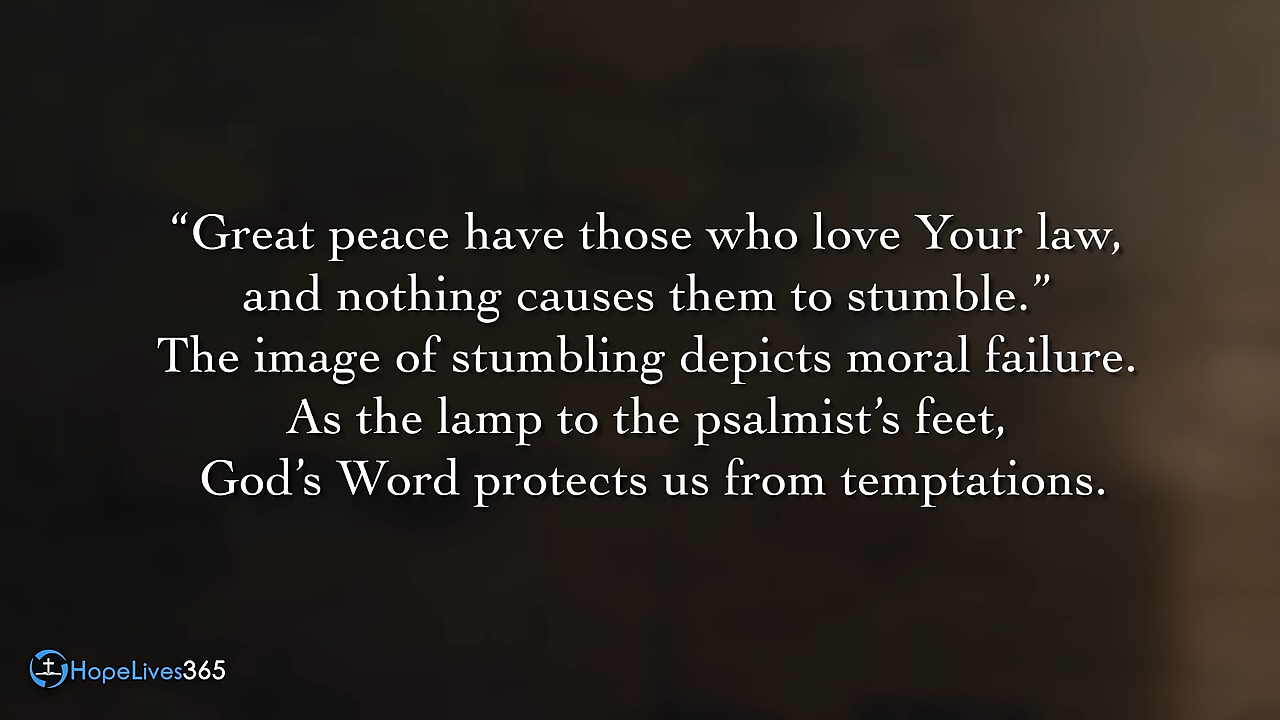 “Great peace have those who love Your law,
and nothing causes them to stumble.”
The image of stumbling depicts moral failure.
As the lamp to the psalmist’s feet,
God’s Word protects us from temptations.
HopeLives365